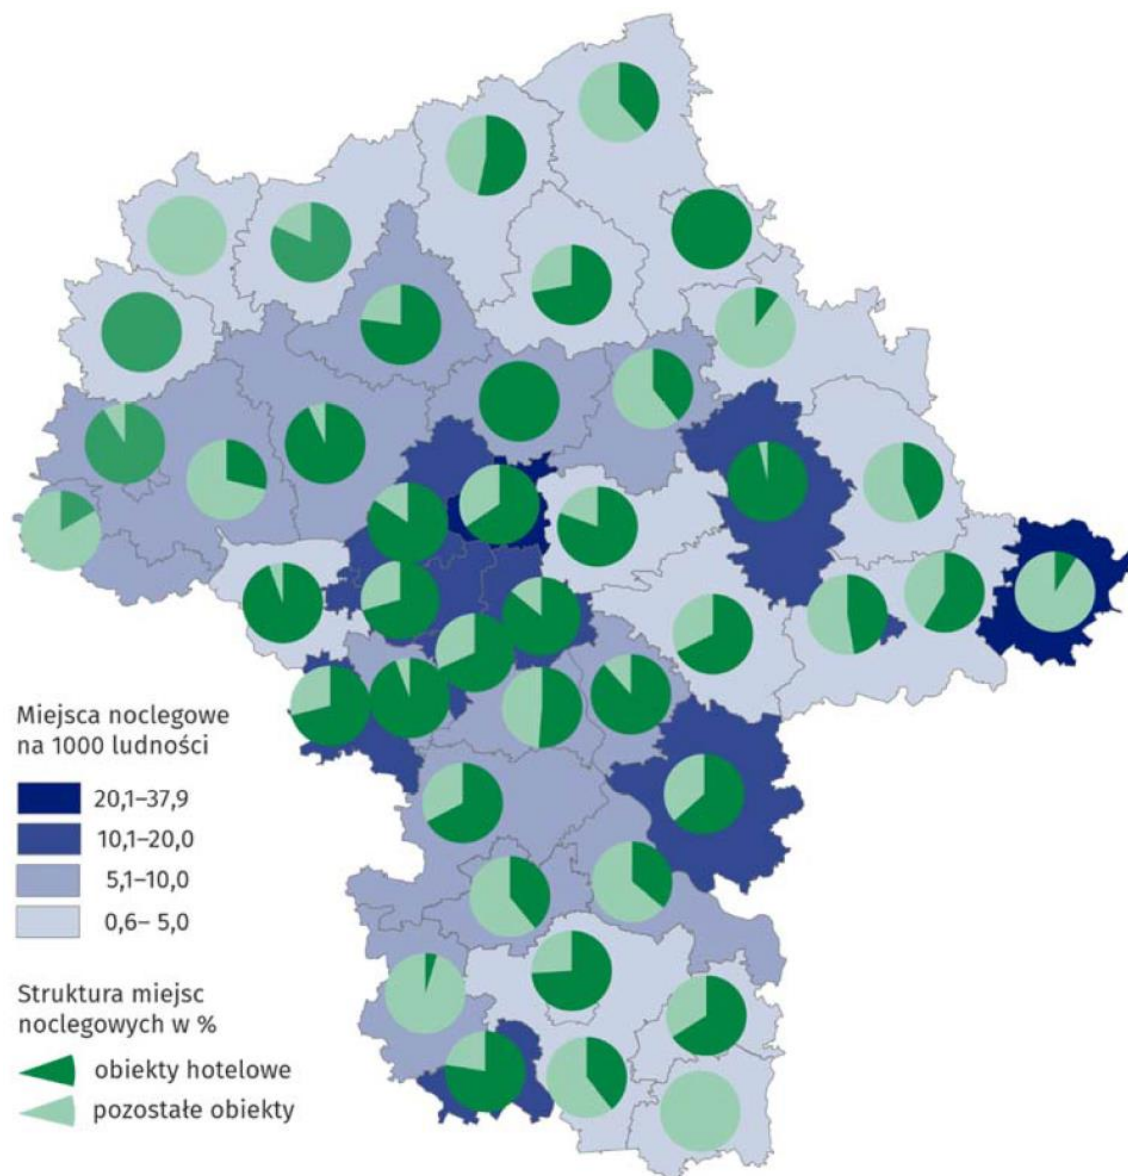 Miejsca noclegowe
na 1000 ludności
20,1–37,9
10,1–20,0
5,1–10,0
0,6– 5,0
Struktura miejsc
noclegowych w %
obiekty hotelowe
pozostałe obiekty